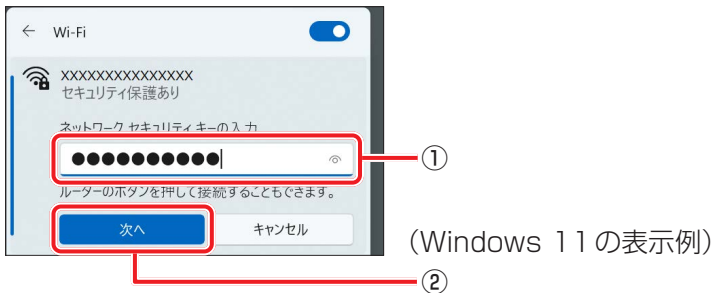 ← Wi-Fi
XXXXXXXXXXXXXXX
セキュリティ保護あり
ネットワーク セキュリティ キーの入力
●●●●●●●●●●
①
ルーターのボタンを押して接続することもできます。
次へ
キャンセル
（Windows 11の表示例）
②